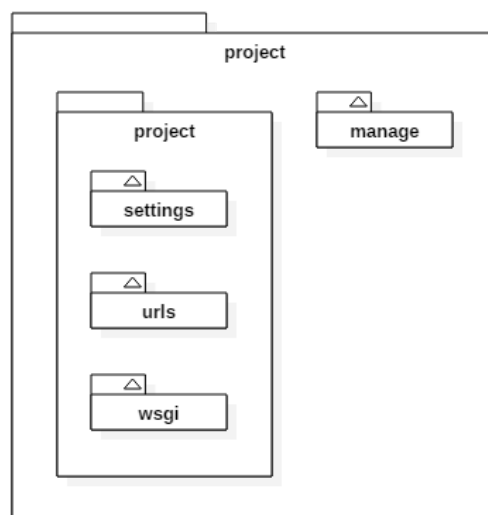 project
project
manage
settings
urls
wsgi